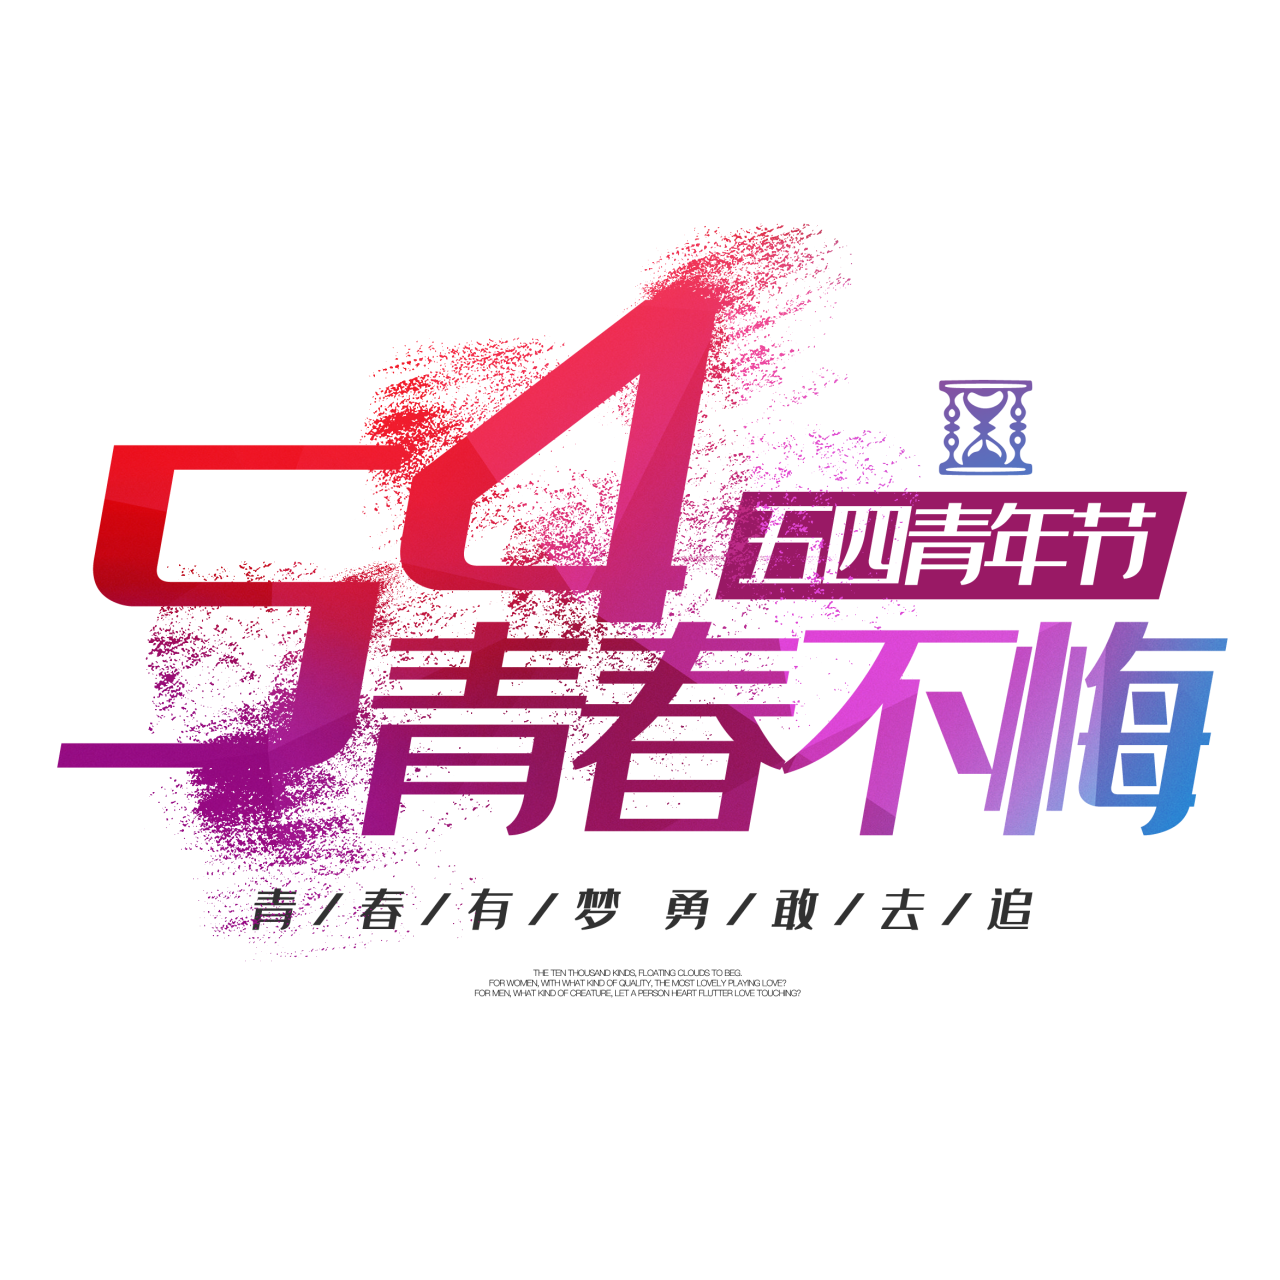 54
五四青年节
青春不悔
青/春/有/梦 勇/敢/去/追
THE TEN THOUSAND KINDS, FLOATING CLOUDS TO BEG.
FOR WOMEN, WITH WHAT KIND OF QUALITY, THE MOST LOVELY PLAYING LOVE?
FOR MEN, WHAT KIND OF CREATURE, LET A PERSON HEART FLUTTER LOVE TOUCHING?